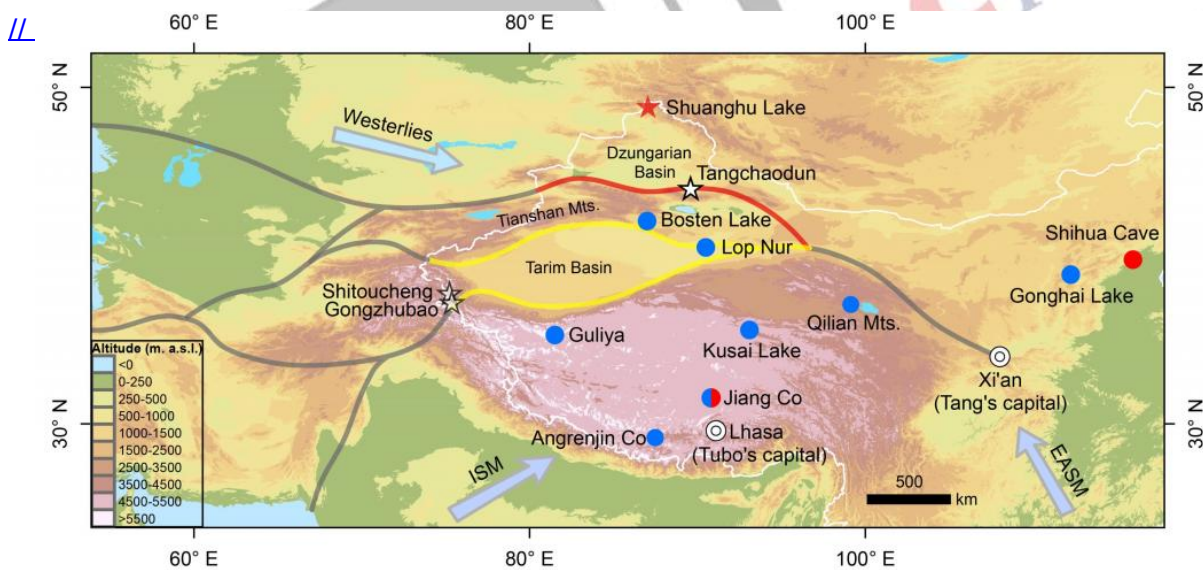 60° E
80° E
100° E
//
50° N
50° N
Westerlies
Shuanghu Lake
Dzungarian
Basin
Tangchaodun
Tianshan Mts.
Bosten Lake
Lop Nur
Shihua Cave
Tarim Basin
Gonghai Lake
Shitoucheng
Gongzhubao
Qilian Mts.
Guliya
Kusai Lake
Xi'an
(Tang's capital)
Jiang Co
Angrenjin Co
Lhasa
(Tubo's capital)
30° N
30° N
ISM
EASM
500
km
Altitude (m. a.s.l.)
<0
0-250
250-500
500-1000
1000-1500
1500-2500
2500-3500
3500-4500
4500-5500
>5500
60° E
80° E
100° E